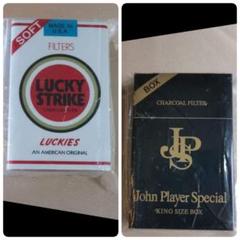 SOFT
MADE IN
U.S.A.
FILTERS
LUCKY
STRIKE
LUCKIES
AN AMERICAN ORIGINAL
BOX
CHARCOAL FILTER
JPS
John Player Special
KING SIZE BOX